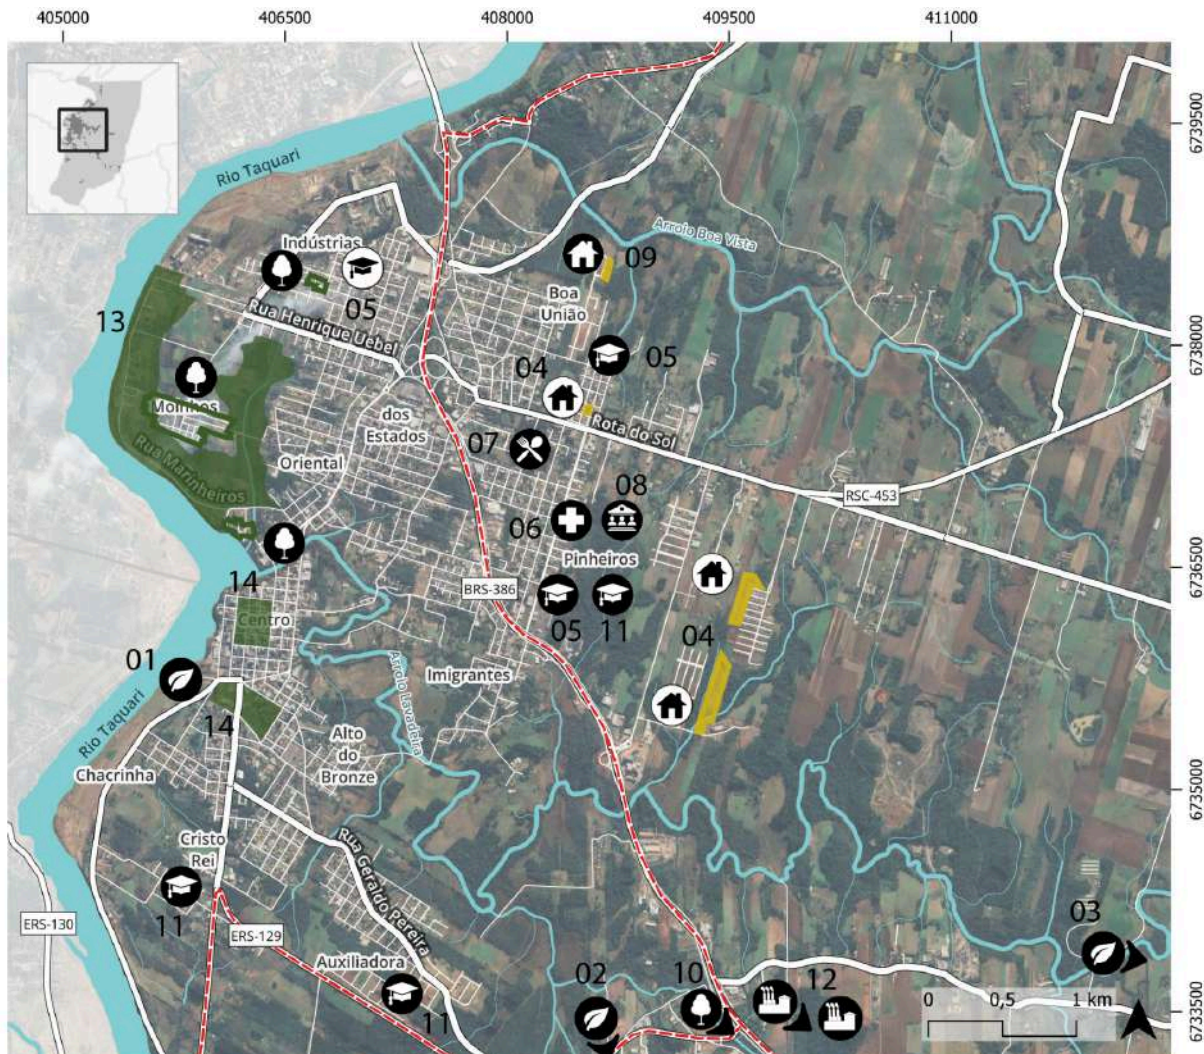 405000
406500
408000
409500
411000
6739500
Rio Taquari
Arroio Boa Vista
Indústrias
09
05
Boa
União
13
Rua Henrique Uebel
6738000
05
04
Moinhos
dos
Estados
Rota do Sol
07
Oriental
Rua Marinheiros
RSC-453
08
06
Pinheiros
6736500
14
BRS-386
Centro
05
11
04
01
Imigrantes
Arroio Lavadeira
Rio Taquari
14
Alto
do
Bronze
Chacrinha
6735000
Cristo
Rei
Rua Geraldo Pereira
11
ERS-130
ERS-129
03
Auxiliadora
02
10
12
11
0
0,5
1 km
6733500